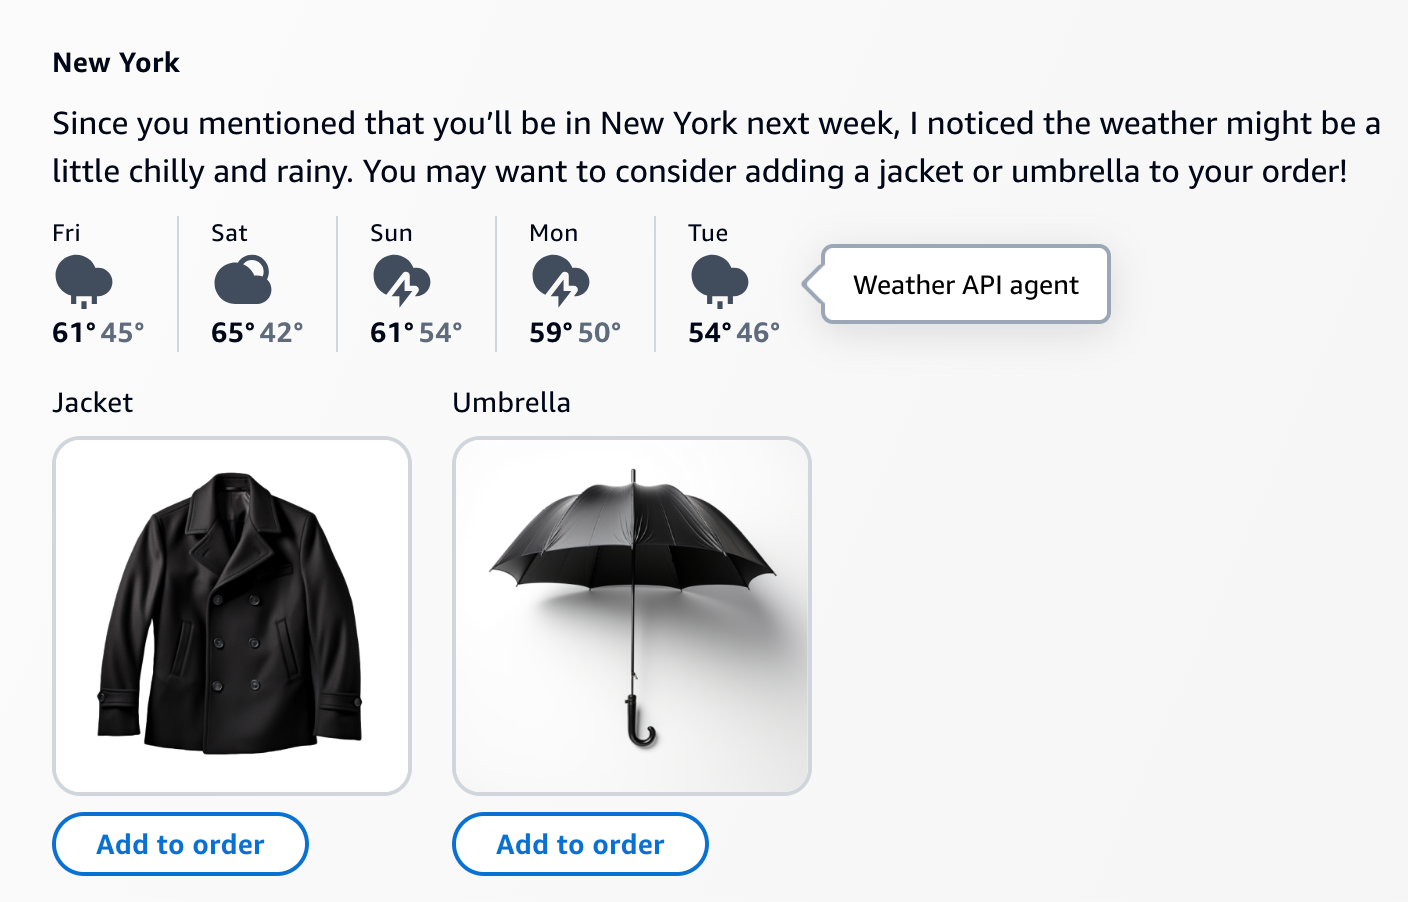 New York
Since you mentioned that you’ll be in New York next week, I noticed the weather might be a
little chilly and rainy. You may want to consider adding a jacket or umbrella to your order!
Fri Sat Sun Mon Tue
Weather API agent
61° 45° 65° 42° 61° 54° 59° 50° 54° 46°
Jacket Umbrella
Add to order Add to order